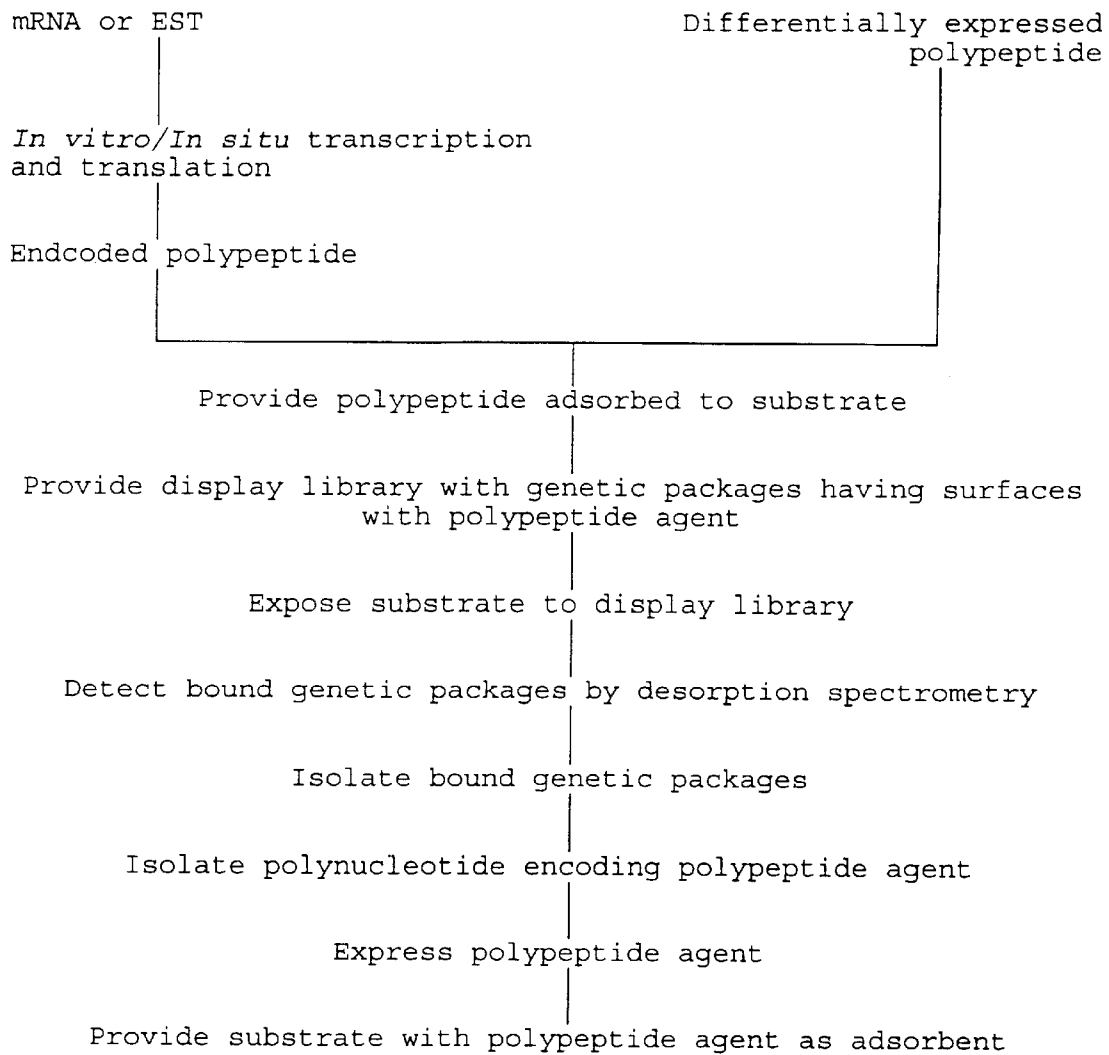 mRNA or EST
Differentially expressed
polypeptide
In vitro/In situ transcription
and translation
Endcoded polypeptide
Provide polypeptide adsorbed to substrate
Provide display library with genetic packages having surfaces
with polypeptide agent
Expose substrate to display library
Detect bound genetic packages by desorption spectrometry
Isolate bound genetic packages
Isolate polynucleotide encoding polypeptide agent
Express polypeptide agent
Provide substrate with polypeptide agent as adsorbent